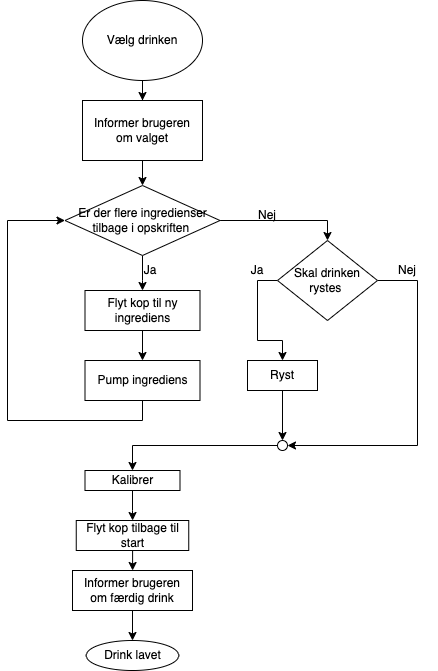 Vælg drinken
Informer brugeren
om valget
Er der flere ingredienser
tilbage i opskriften
Nej
Ja
Skal drinken
rystes
Ja
Nej
Flyt kop til ny
ingrediens
Pump ingrediens
Ryst
Kalibrer
Flyt kop tilbage til
start
Informer brugeren
om færdig drink
Drink lavet